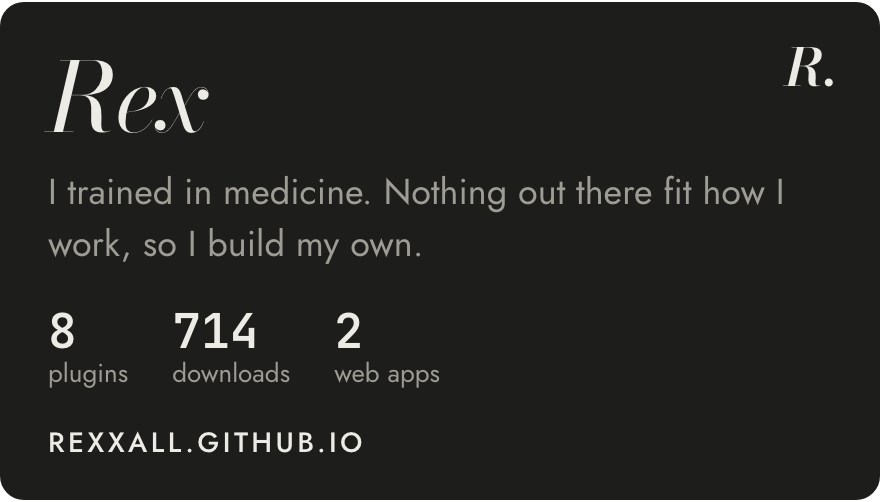 Rex
R.
I trained in medicine. Nothing out there fit how I
work, so I build my own.
8 714 2
plugins downloads web apps
REXXALL.GITHUB.IO